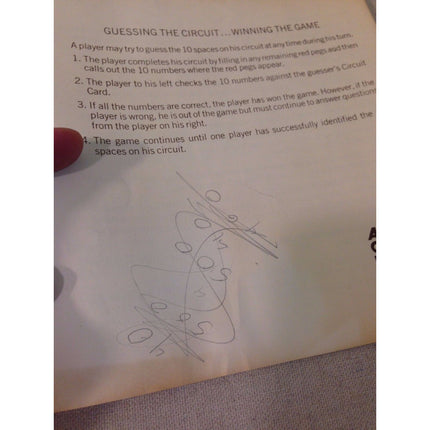 GUESSING THE CIRCUIT...WINNING THE GAME
A player may try to guess the 10 spaces on his circuit at any time during his turn.
1. The player completes his circuit by filling in any remaining red pegs and then
calls out the 10 numbers where the red pegs appear.
2. The player to his left checks the 10 numbers against the guesser's Circuit
Card.
3. If all the numbers are correct, the player has won the game. However, if the
player is wrong, he is out of the game but must continue to answer questions
from the player on his right.
4. The game continues until one player has successfully identified the
spaces on his circuit.